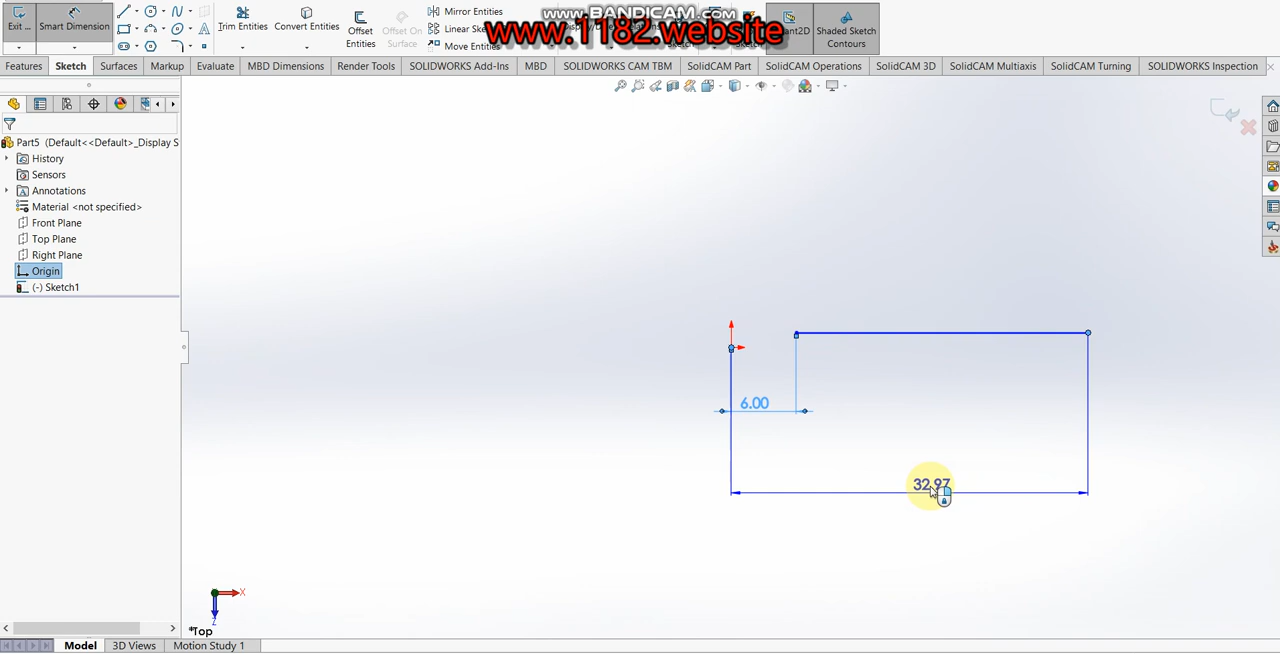 www.BANDICAM.com
www.1182.website
Exit ...
Smart Dimension
Trim Entities
Convert Entities
Offset Entities
Offset On Surface
Mirror Entities
Linear Sk
Move Entities
Shaded Sketch Contours
Features
Sketch
Surfaces
Markup
Evaluate
MBD Dimensions
Render Tools
SOLIDWORKS Add-Ins
MBD
SOLIDWORKS CAM TBM
SolidCAM Part
SolidCAM Operations
SolidCAM 3D
SolidCAM Multiaxis
SolidCAM Turning
SOLIDWORKS Inspection
Part5 (Default<<Default>_Display S
History
Sensors
Annotations
Material <not specified>
Front Plane
Top Plane
Right Plane
Origin
(-) Sketch1
6.00
32.97
X
Z
*Top
Model
3D Views
Motion Study 1